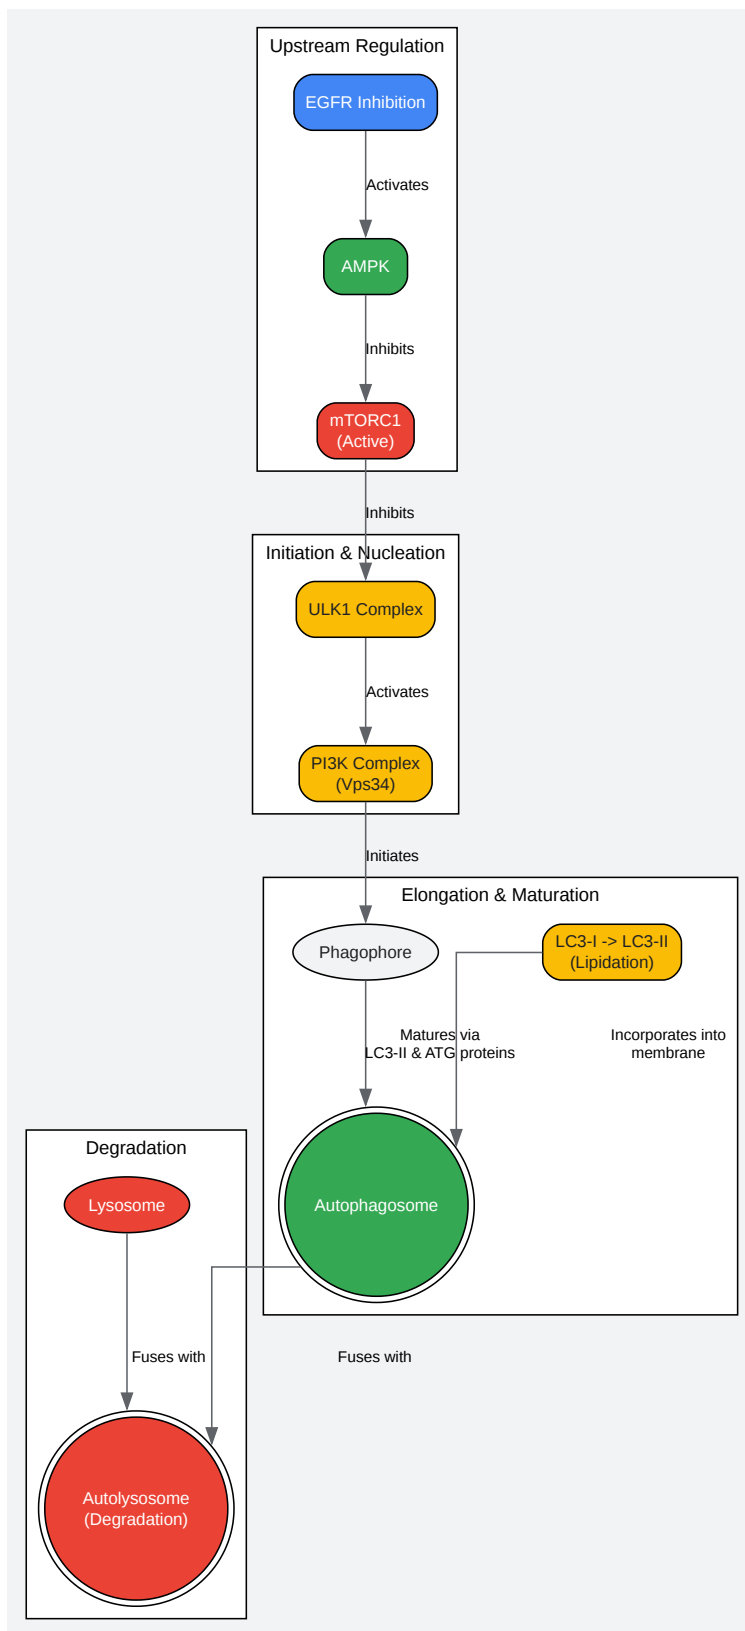 Upstream Regulation
EGFR Inhibition
Activates
AMPK
Inhibits
mTORC1
(Active)
Inhibits
Initiation & Nucleation
ULK1 Complex
Activates
PI3K Complex
(Vps34)
Initiates
Elongation & Maturation
Phagophore
LC3-I -> LC3-II
(Lipidation)
Matures via
LC3-II & ATG proteins
Incorporates into
membrane
Autophagosome
Degradation
Lysosome
Fuses with
Fuses with
Autolysosome
(Degradation)